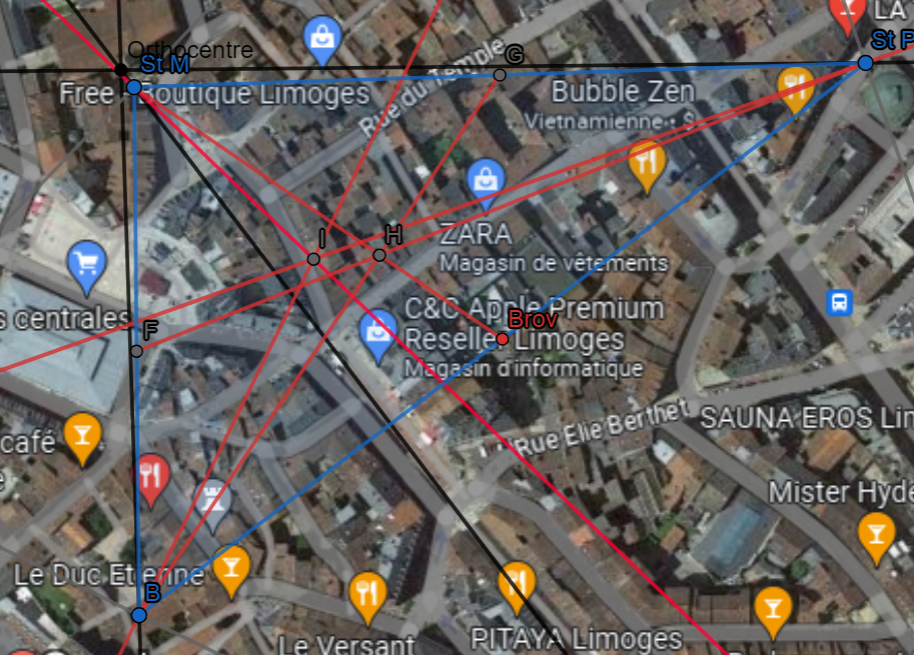 LA
Orthocentre
St P
St M
G
Free Boutique Limoges
Bubble Zen
Rue du Temple
Vietnamienne • S
ZARA
I
H
Magasin de vêtements
s centrales
C&C Apple Premium
F
Brov
Reselle Limoges
Magasin d'informatique
Rue Elie Berthet
SAUNA EROS Lim
café
Mister Hyde
Le Duc Etienne
B
Le Versant
PITAYA Limoges